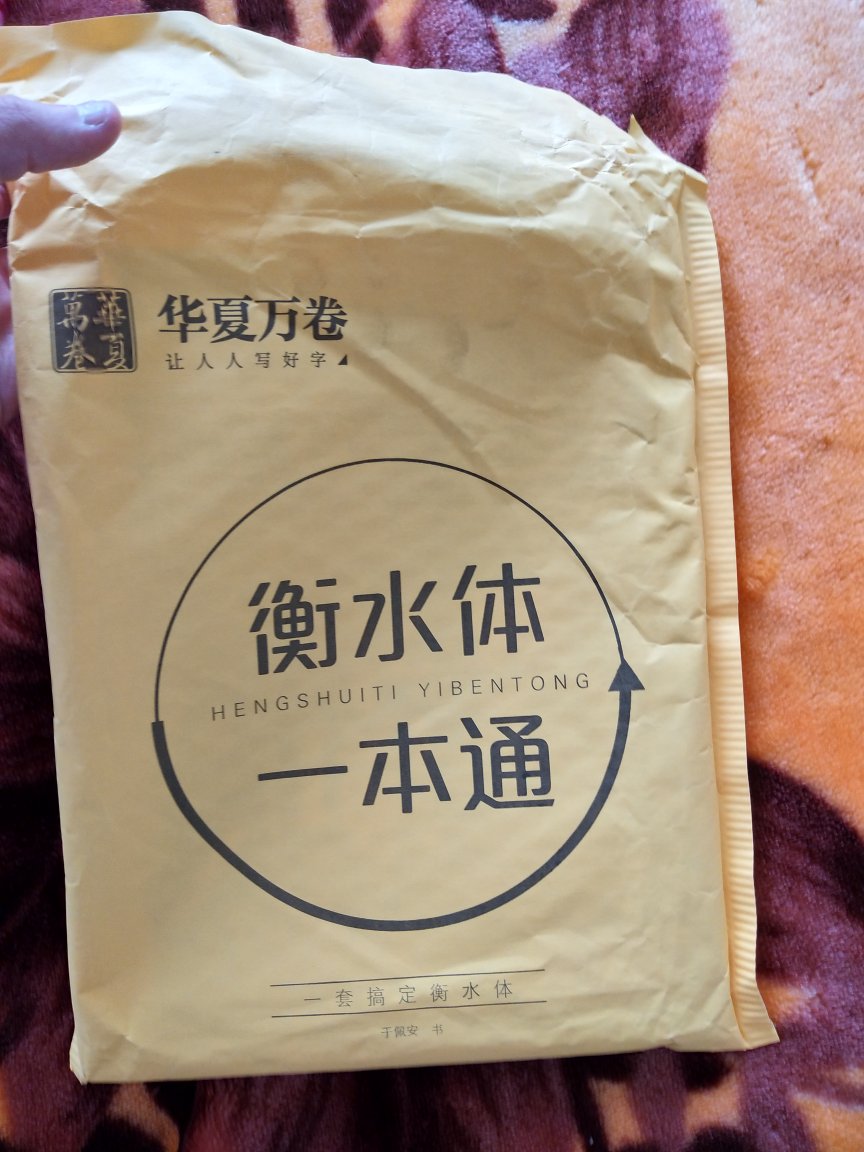 華夏
萬卷
华夏万卷
让人人写好字
衡水体
HENGSHUITI YIBENTONG
一本通
一套搞定衡水体
于佩安 书